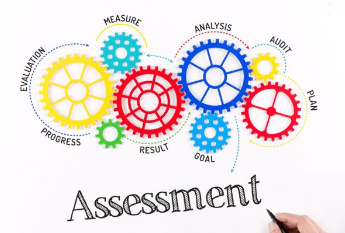 MEASURE
ANALYSIS
AUDIT
EVALUATION
PLAN
PROGRESS
RESULT
GOAL
Assessment